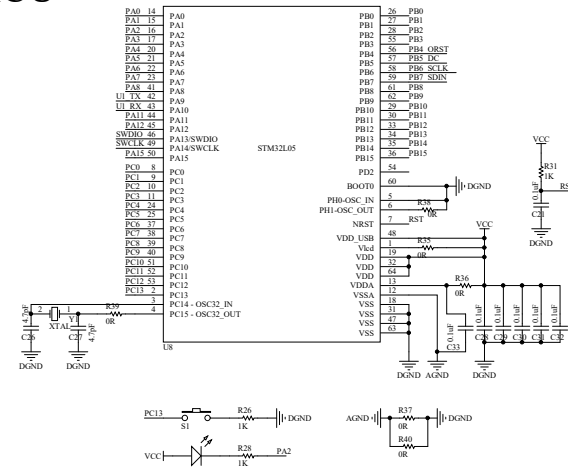 PA0 14 PA0 PB0 26 PB0
PA1 15 PA1 PB1 27 PB1
PA2 16 PA2 PB2 28 PB2
PA3 17 PA3 PB3 55 PB3
PA4 20 PA4 PB4 56 PB4 ORST
PA5 21 PA5 PB5 57 PB5 DC
PA6 22 PA6 PB6 58 PB6 SCLK
PA7 23 PA7 PB7 59 PB7 SDIN
PA8 41 PA8 PB8 61 PB8
U1 TX 42 PA9 PB9 62 PB9
U1 RX 43 PA10 PB10 29 PB10
PA11 44 PA11 PB11 30 PB11
PA12 45 PA12 PB12 33 PB12
SWDIO 46 PA13/SWDIO PB13 34 PB13
SWCLK 49 PA14/SWCLK STM32L05 PB14 35 PB14
PA15 50 PA15 PB15 36 PB15
PC0 8 PC0 PD2 54
PC1 9 PC1 BOOT0 60 DGND
PC2 10 PC2
PC3 11 PC3 PH0-OSC_IN 5
PC4 24 PC4 PH1-OSC_OUT 6 R38 0R
PC5 25 PC5
PC6 37 PC6 NRST 7 RST
PC7 38 PC7 VCC
PC8 39 PC8 VDD_USB 48
PC9 40 PC9 Vlcd 1 R35 0R
PC10 51 PC10 VDD 19
PC11 52 PC11 VDD 32
PC12 53 PC12 VDD 64
PC13 2 PC13 VDDA 13 R36 0R
3 PC14 - OSC32_IN VSSA 12
4 PC15 - OSC32_OUT VSS 18
VSS 31
VSS 47
VSS 63
U8
R39 0R
4.7pF C26
2 1 XTAL Y1
4.7pF C27
DGND DGND
VCC
R31 1K
RS
0.1uF C21
DGND
0.1uF C33
0.1uF C28
0.1uF C29
0.1uF C30
0.1uF C31
0.1uF C32
DGND AGND DGND
PC13 S1 R26 1K DGND
VCC R28 1K PA2
AGND R37 0R DGND
R40 0R